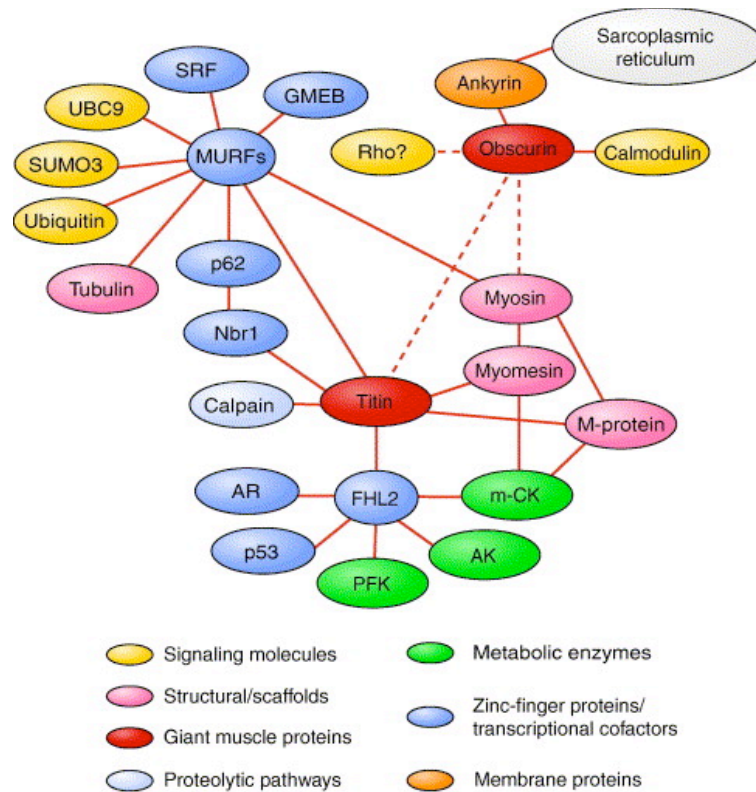 Sarcoplasmic
reticulum
SRF
Ankyrin
GMEB
UBC9
MURFs
Rho?
Obscurin
Calmodulin
SUMO3
Ubiquitin
p62
Tubulin
Myosin
Nbr1
Myomesin
Calpain
Titin
M-protein
AR
FHL2
m-CK
p53
AK
PFK
Signaling molecules
Metabolic enzymes
Structural/scaffolds
Zinc-finger proteins/
transcriptional cofactors
Giant muscle proteins
Proteolytic pathways
Membrane proteins